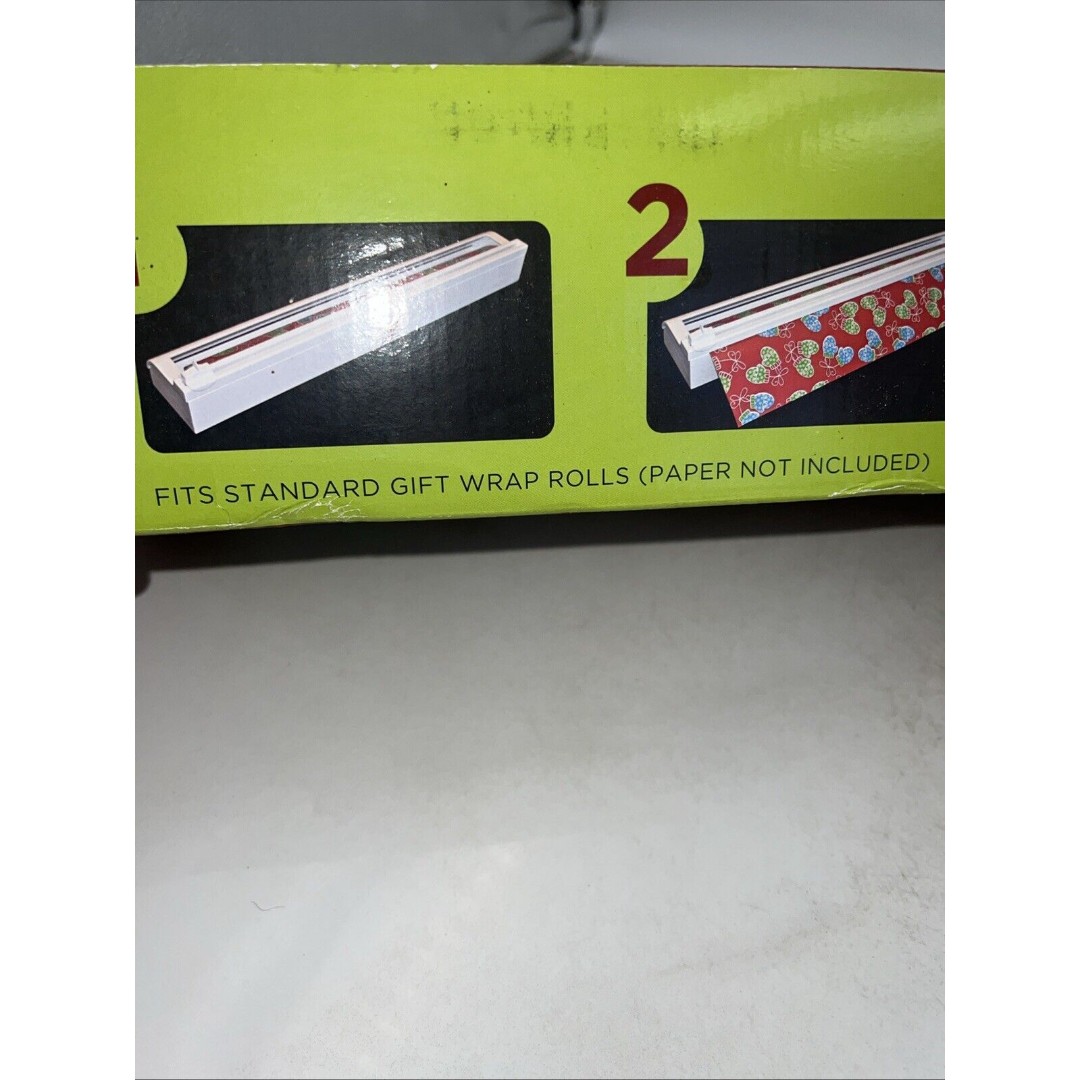 2
FITS STANDARD GIFT WRAP ROLLS (PAPER NOT INCLUDED)